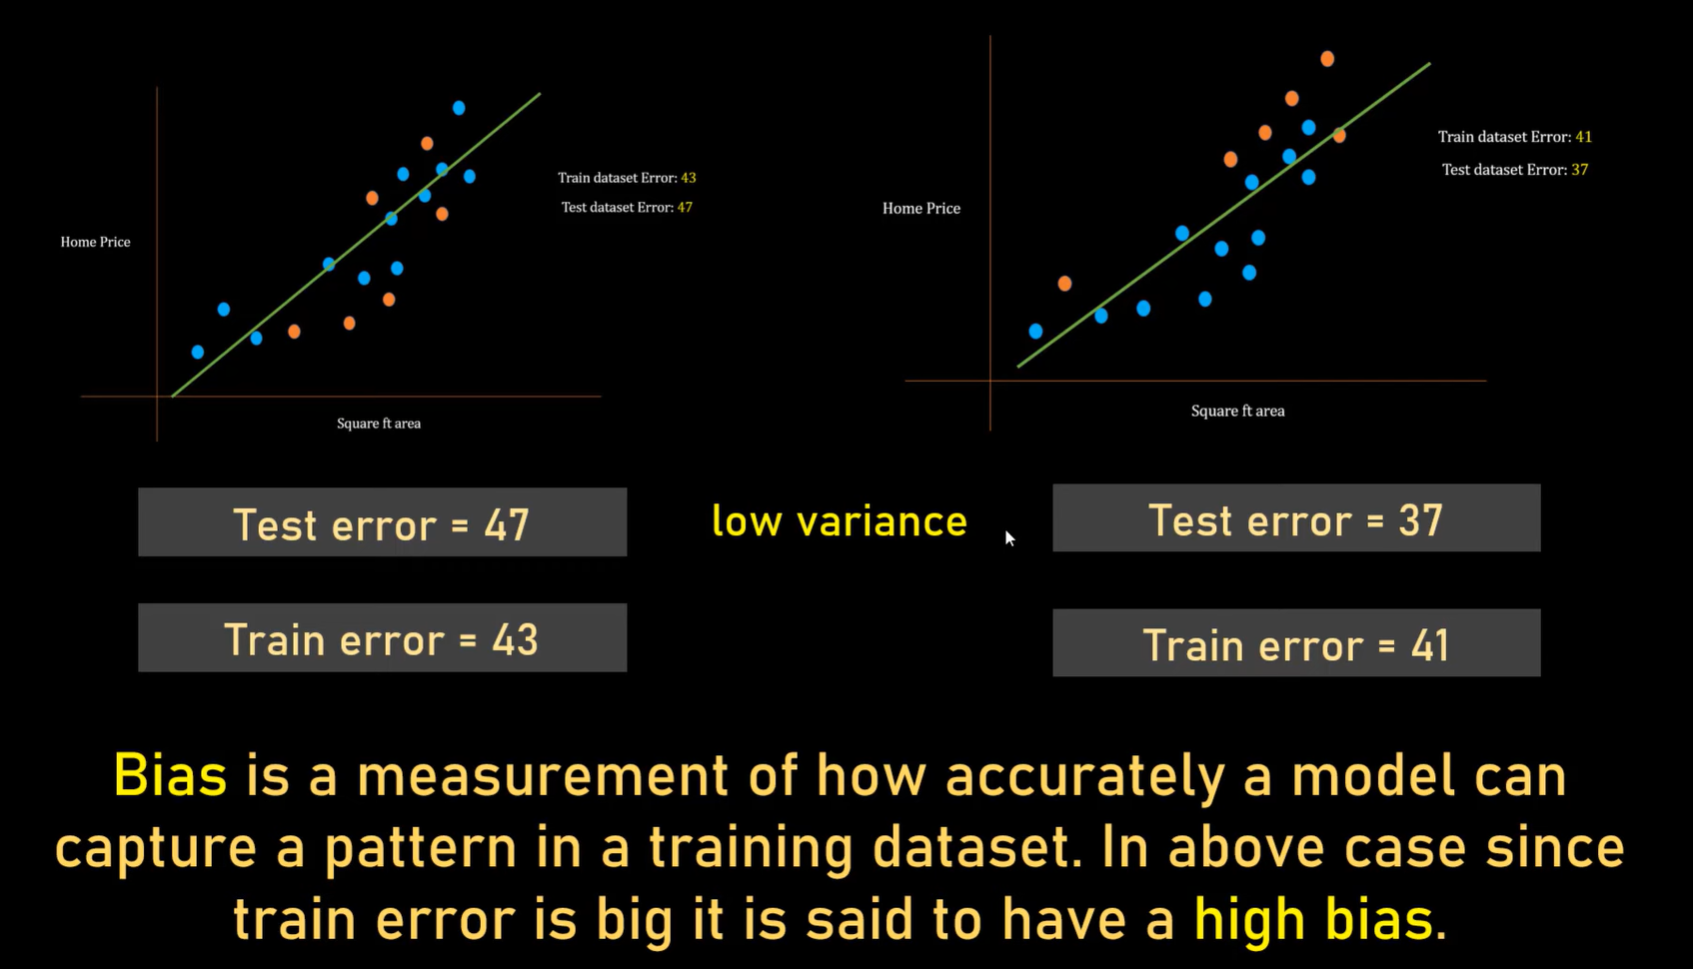 Home Price
Train dataset Error: 43
Test dataset Error: 47
Square ft area
Home Price
Train dataset Error: 41
Test dataset Error: 37
Square ft area
Test error = 47
low variance
Test error = 37
Train error = 43
Train error = 41
Bias is a measurement of how accurately a model can
capture a pattern in a training dataset. In above case since
train error is big it is said to have a high bias.